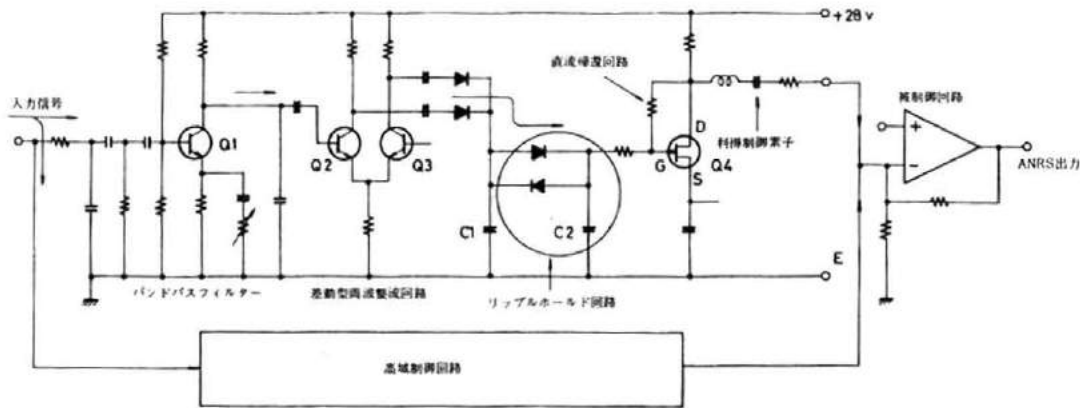 +28v
入力信号
直流帰還回路
被制御回路
利得制御素子
Q1
Q2
Q3
G
D
S
Q4
+
−
ANRS出力
C1
C2
E
バンドパスフィルター
差動型両波整流回路
リップルホールド回路
高域制御回路